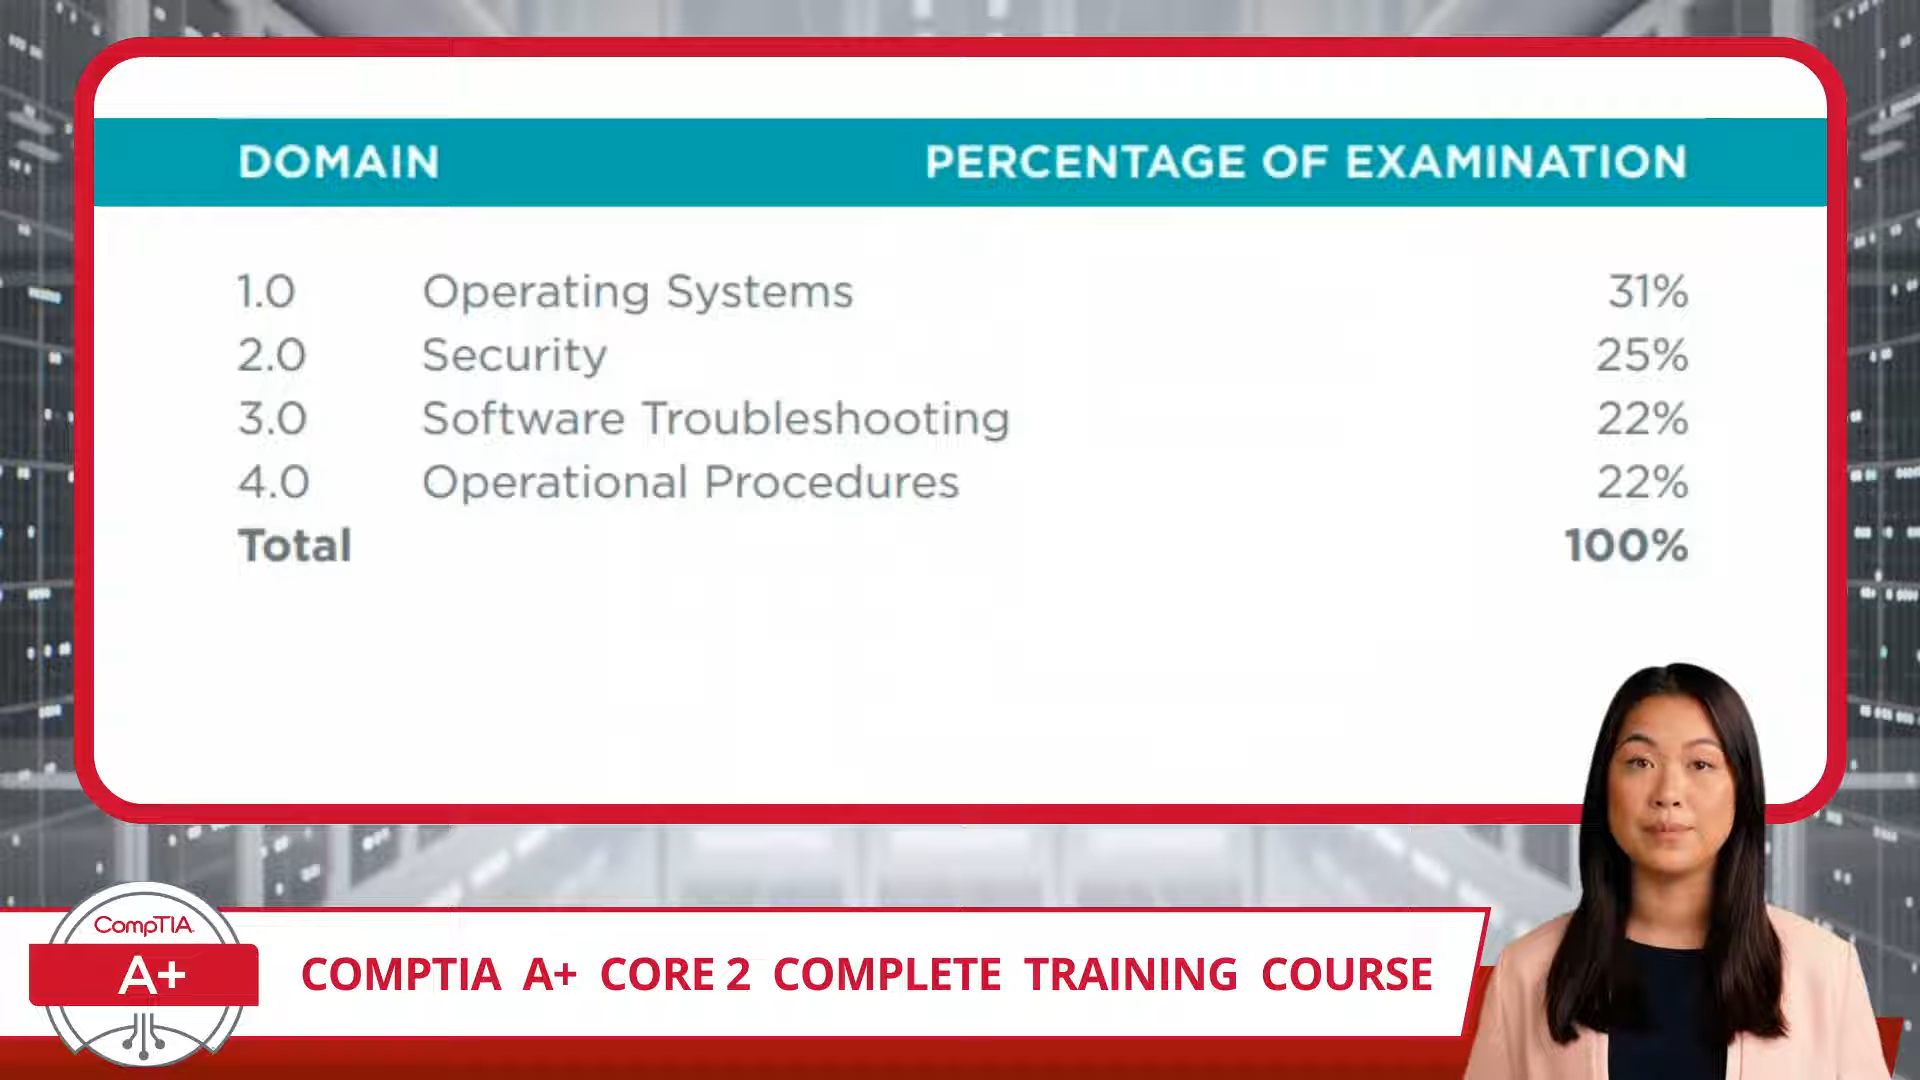 DOMAIN PERCENTAGE OF EXAMINATION
1.0 Operating Systems 31%
2.0 Security 25%
3.0 Software Troubleshooting 22%
4.0 Operational Procedures 22%
Total 100%
CompTIA
A+
COMPTIA A+ CORE 2 COMPLETE TRAINING COURSE